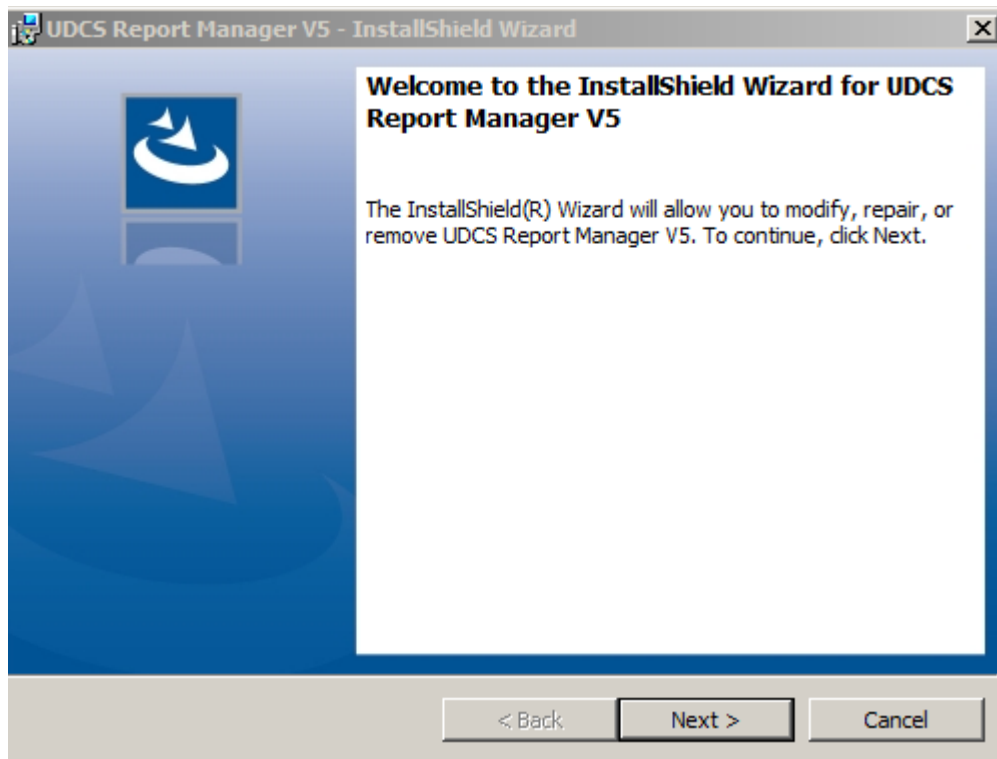 UDCS Report Manager V5 - InstallShield Wizard
Welcome to the InstallShield Wizard for UDCS
Report Manager V5
The InstallShield(R) Wizard will allow you to modify, repair, or
remove UDCS Report Manager V5. To continue, click Next.
< Back
Next >
Cancel